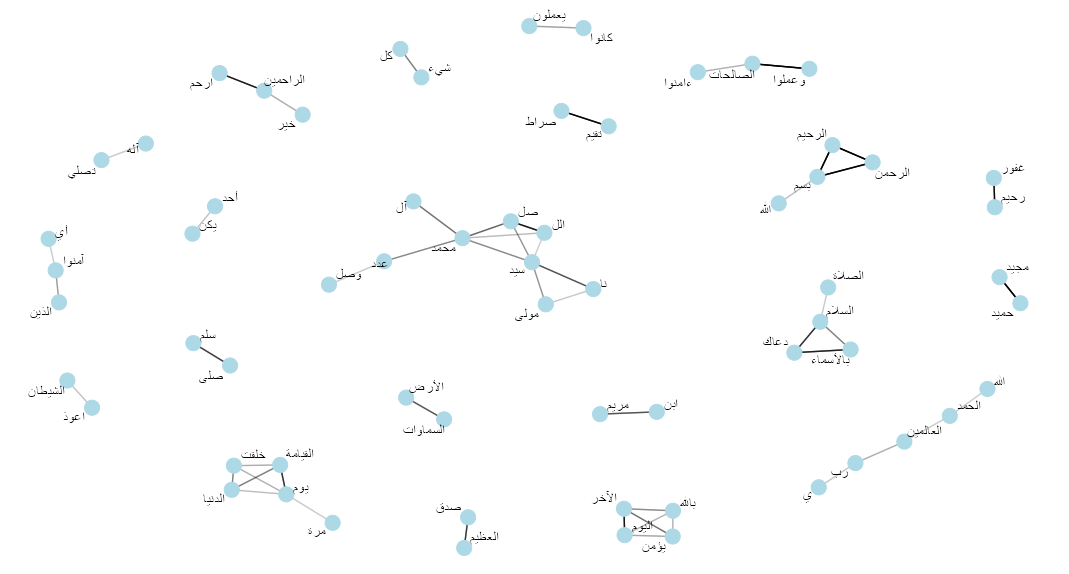 يعملون
كانوا
كل
شيء
ارحم
الراحمين
خير
ءامنوا
الصالحات
وعملوا
صراط
تقيم
اله
تصلي
الرحيم
الرحمن
بسم
الله
غفور
رحيم
أحد
يكن
آل
صل
الل
محمد
سيد
عدد
وصل
نا
مولى
أي
آمنوا
الذين
الصلاة
السلام
دعاك
بالأسماء
مجيد
حميد
سلم
صلى
الشيطان
اعوذ
الأرض
السماوات
مريم
ابن
الله
الحمد
العالمين
رب
ي
خلقت
القيامة
الدنيا
يوم
مرة
صدق
العظيم
الآخر
بالله
اليوم
يؤمن